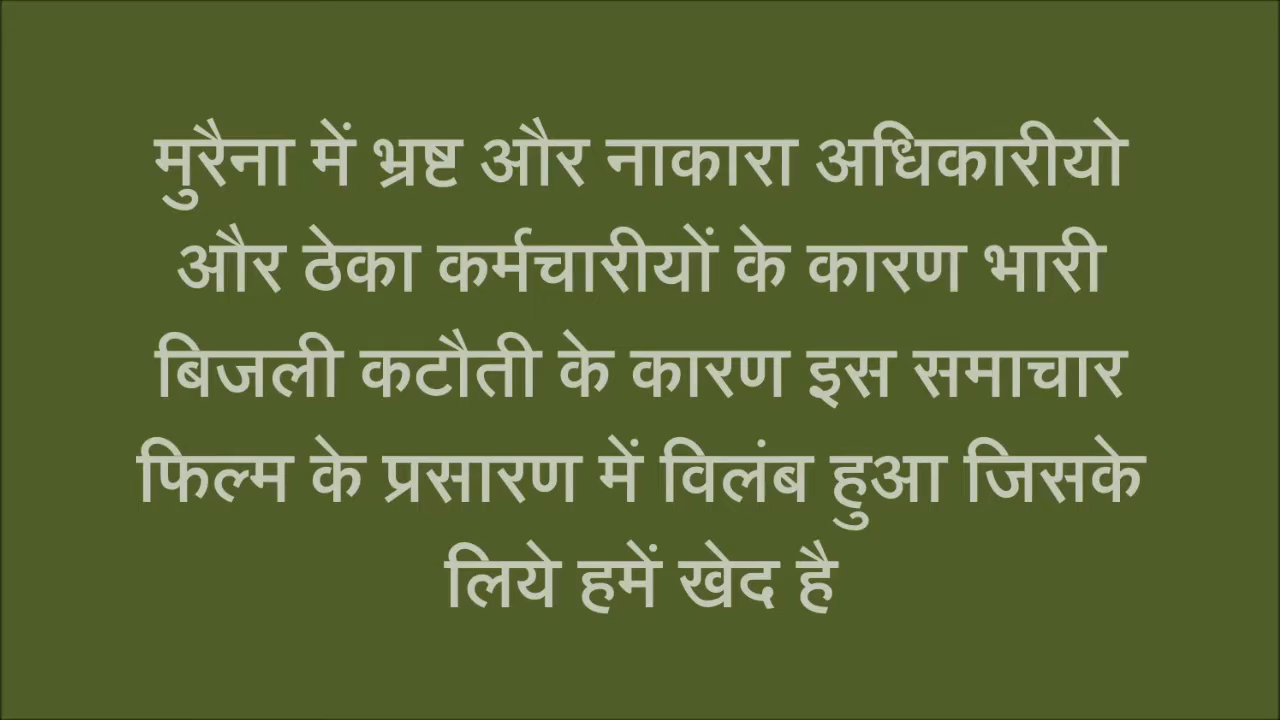 मुरैना में भ्रष्ट और नाकारा अधिकारीयो
और ठेका कर्मचारीयों के कारण भारी
बिजली कटौती के कारण इस समाचार
फिल्म के प्रसारण में विलंब हुआ जिसके
लिये हमें खेद है